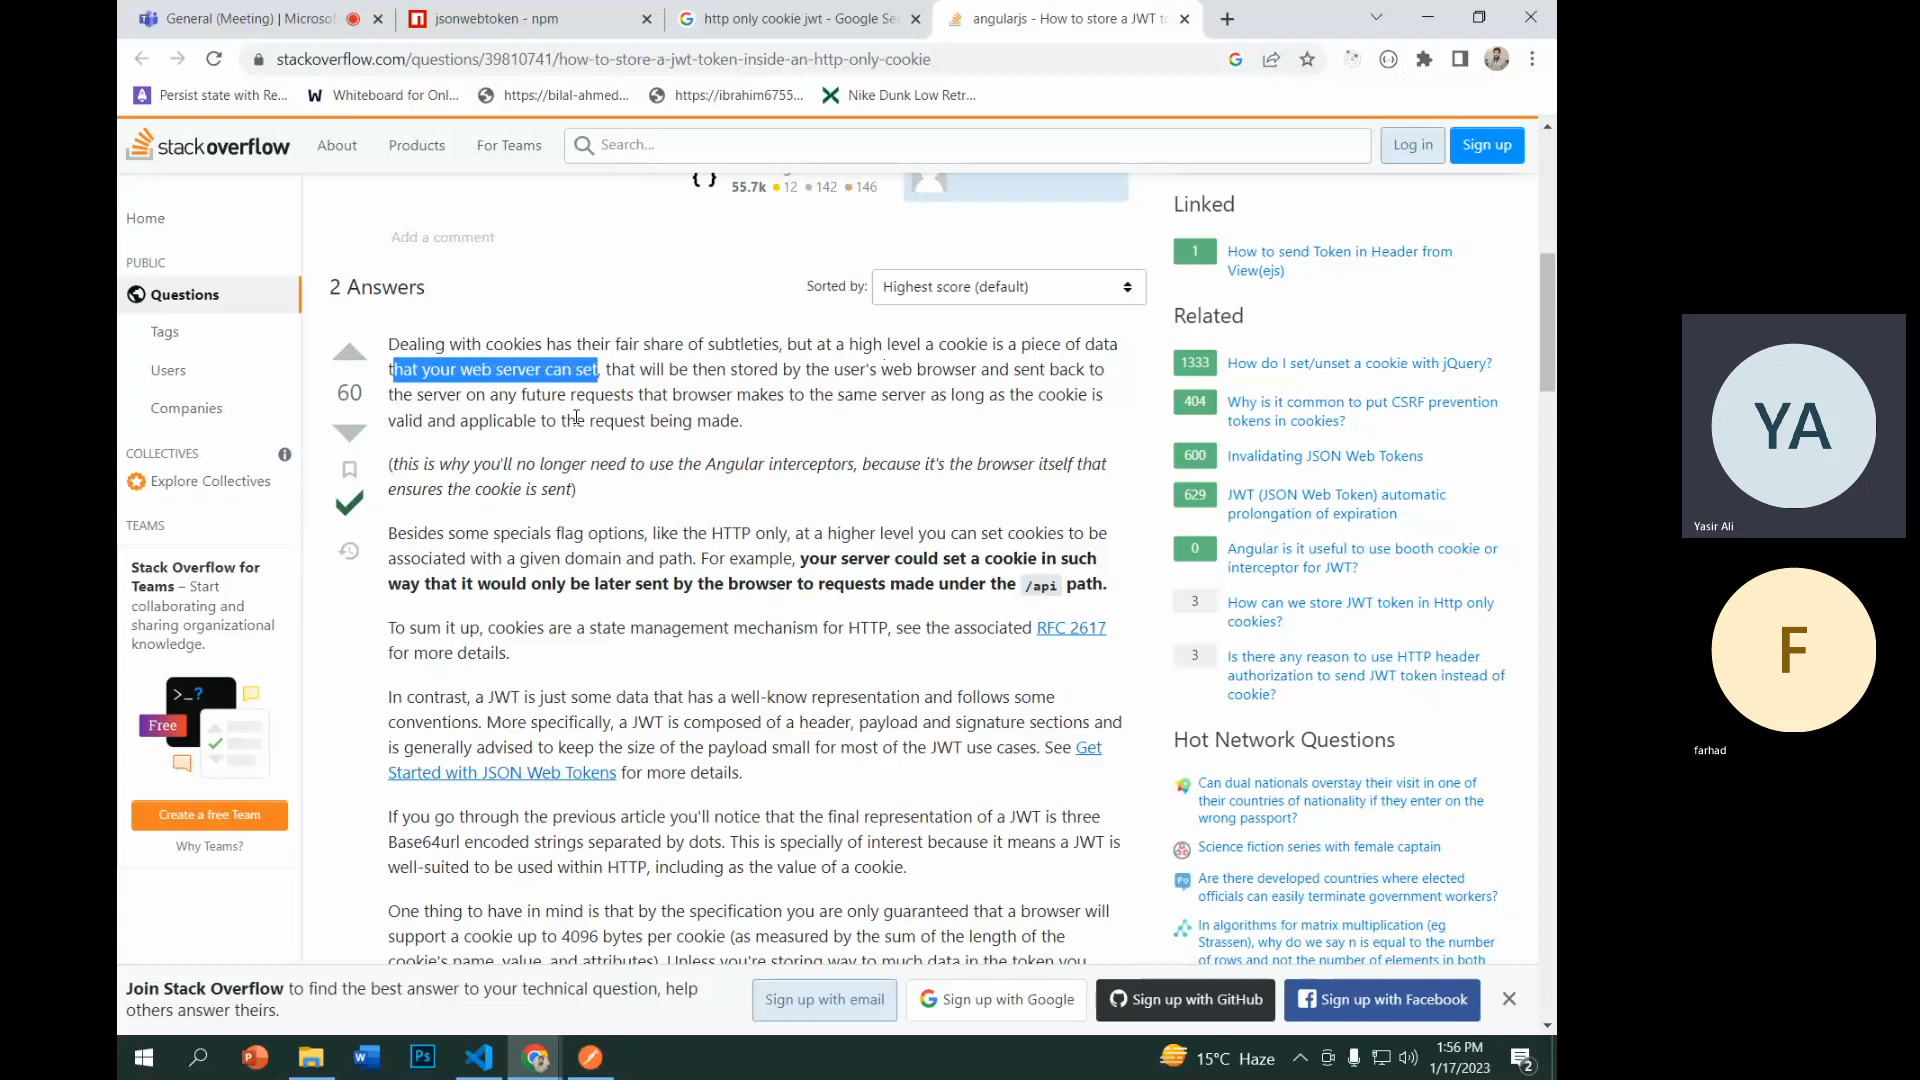 General (Meeting) | Microsof
jsonwebtoken - npm
http only cookie jwt - Google Sea
angularjs - How to store a JWT to
stackoverflow.com/questions/39810741/how-to-store-a-jwt-token-inside-an-http-only-cookie
Persist state with Re...
Whiteboard for Onl...
https://bilal-ahmed...
https://ibrahim6755...
Nike Dunk Low Retr...
stackoverflow
About
Products
For Teams
Search...
Log in
Sign up
Home
PUBLIC
Questions
Tags
Users
Companies
COLLECTIVES
Explore Collectives
TEAMS
Stack Overflow for
Teams – Start
collaborating and
sharing organizational
knowledge.
>_?
Free
Create a free Team
Why Teams?
{ }
55.7k 12 142 146
Add a comment
2 Answers
Sorted by:
Highest score (default)
60
Dealing with cookies has their fair share of subtleties, but at a high level a cookie is a piece of data
that your web server can set, that will be then stored by the user's web browser and sent back to
the server on any future requests that browser makes to the same server as long as the cookie is
valid and applicable to the request being made.
(this is why you'll no longer need to use the Angular interceptors, because it's the browser itself that
ensures the cookie is sent)
Besides some specials flag options, like the HTTP only, at a higher level you can set cookies to be
associated with a given domain and path. For example, your server could set a cookie in such
way that it would only be later sent by the browser to requests made under the /api path.
To sum it up, cookies are a state management mechanism for HTTP, see the associated RFC 2617
for more details.
In contrast, a JWT is just some data that has a well-know representation and follows some
conventions. More specifically, a JWT is composed of a header, payload and signature sections and
is generally advised to keep the size of the payload small for most of the JWT use cases. See Get
Started with JSON Web Tokens for more details.
If you go through the previous article you'll notice that the final representation of a JWT is three
Base64url encoded strings separated by dots. This is specially of interest because it means a JWT is
well-suited to be used within HTTP, including as the value of a cookie.
One thing to have in mind is that by the specification you are only guaranteed that a browser will
support a cookie up to 4096 bytes per cookie (as measured by the sum of the length of the
cookie's name, value, and attributes). Unless you're storing way to much data in the token you
Linked
1
How to send Token in Header from
View(ejs)
Related
1333
How do I set/unset a cookie with jQuery?
404
Why is it common to put CSRF prevention
tokens in cookies?
600
Invalidating JSON Web Tokens
629
JWT (JSON Web Token) automatic
prolongation of expiration
0
Angular is it useful to use booth cookie or
interceptor for JWT?
3
How can we store JWT token in Http only
cookies?
3
Is there any reason to use HTTP header
authorization to send JWT token instead of
cookie?
Hot Network Questions
Can dual nationals overstay their visit in one of
their countries of nationality if they enter on the
wrong passport?
Science fiction series with female captain
Are there developed countries where elected
officials can easily terminate government workers?
In algorithms for matrix multiplication (eg
Strassen), why do we say n is equal to the number
of rows and not the number of elements in both
Join Stack Overflow to find the best answer to your technical question, help
others answer theirs.
Sign up with email
Sign up with Google
Sign up with GitHub
Sign up with Facebook
15°C Haze
1:56 PM
1/17/2023
2
YA
Yasir Ali
F
farhad